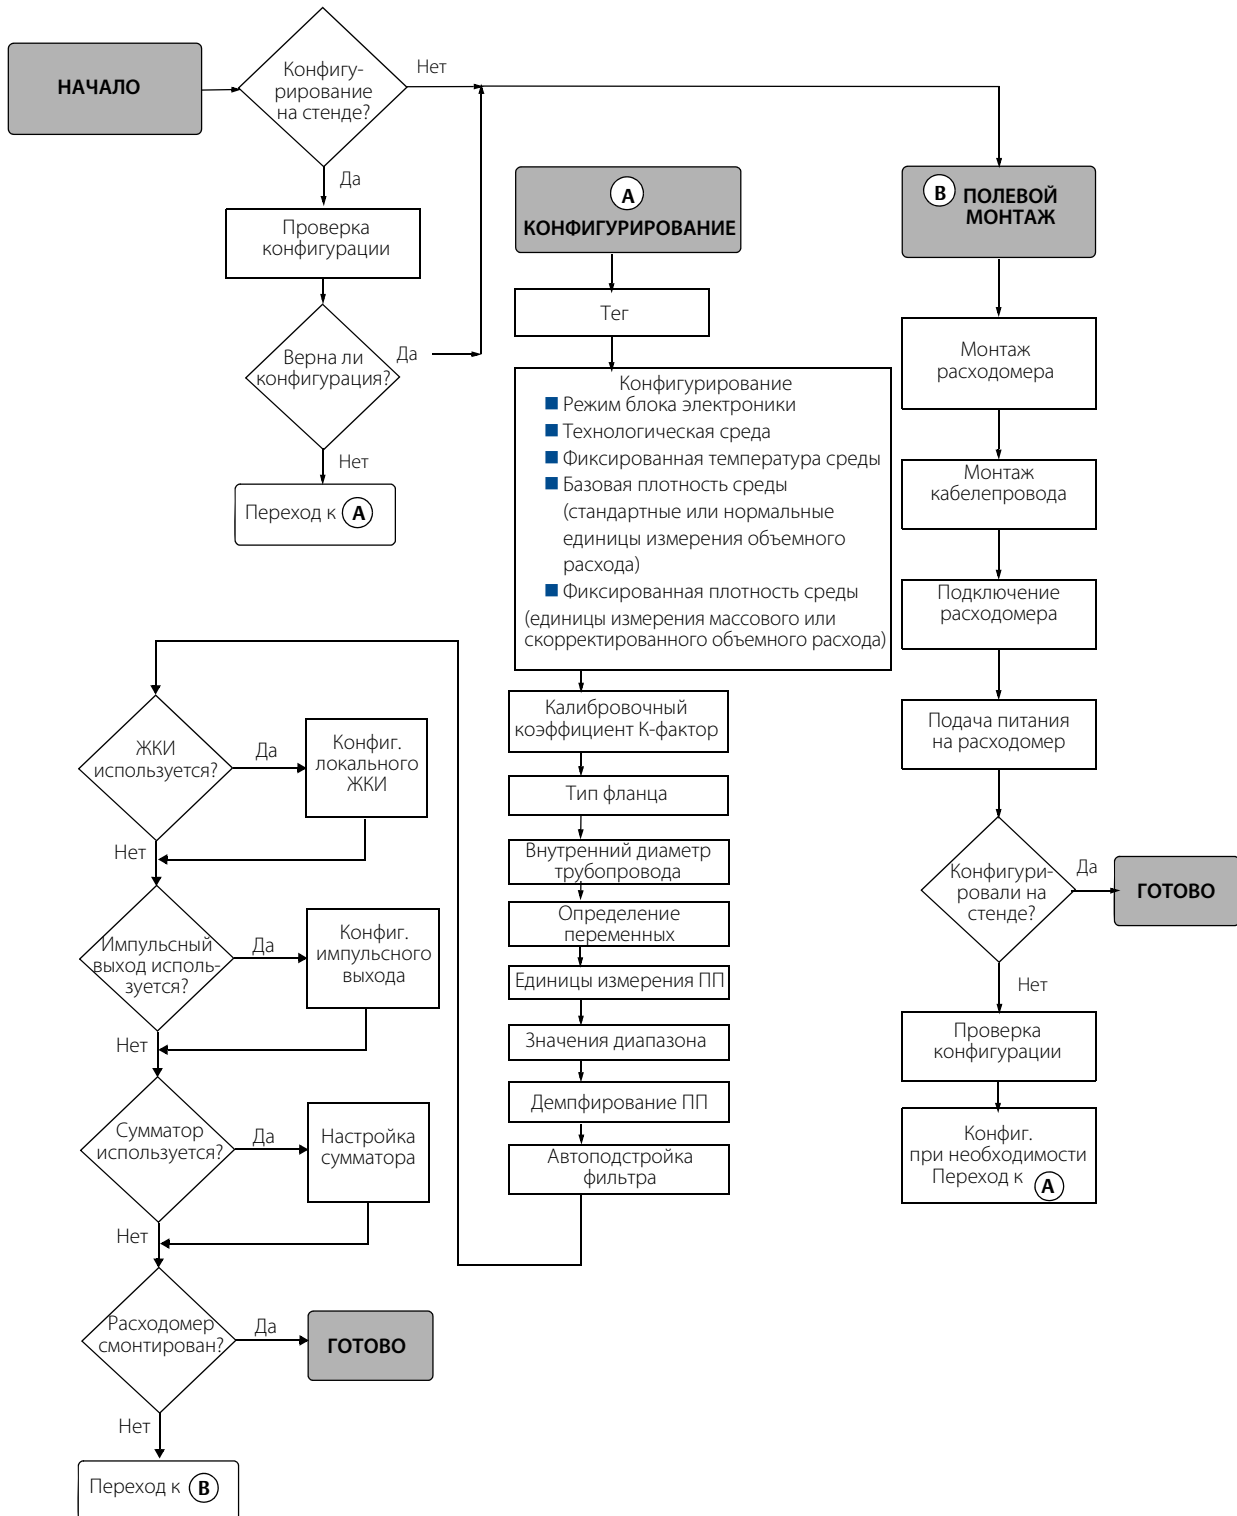 НАЧАЛО
Конфигу-
рирование
на стенде?
Нет
Да
Проверка
конфигурации
Верна ли
конфигурация?
Да
Нет
Переход к A
A
КОНФИГУРИРОВАНИЕ
Тег
Конфигурирование
Режим блока электроники
Технологическая среда
Фиксированная температура среды
Базовая плотность среды
(стандартные или нормальные
единицы измерения объемного
расхода)
Фиксированная плотность среды
(единицы измерения массового или
скорректированного объемного расхода)
Калибровочный
коэффициент К-фактор
Тип фланца
Внутренний диаметр
трубопровода
Определение
переменных
Единицы измерения ПП
Значения диапазона
Демпфирование ПП
Автоподстройка
фильтра
ЖКИ
используется?
Да
Конфиг.
локального
ЖКИ
Нет
Импульсный
выход исполь-
зуется?
Да
Конфиг.
импульсного
выхода
Нет
Сумматор
используется?
Да
Настройка
сумматора
Нет
Расходомер
смонтирован?
Да
ГОТОВО
Нет
Переход к B
B ПОЛЕВОЙ
МОНТАЖ
Монтаж
расходомера
Монтаж
кабелепровода
Подключение
расходомера
Подача питания
на расходомер
Конфигури-
ровали на
стенде?
Да
ГОТОВО
Нет
Проверка
конфигурации
Конфиг.
при необходимости
Переход к A